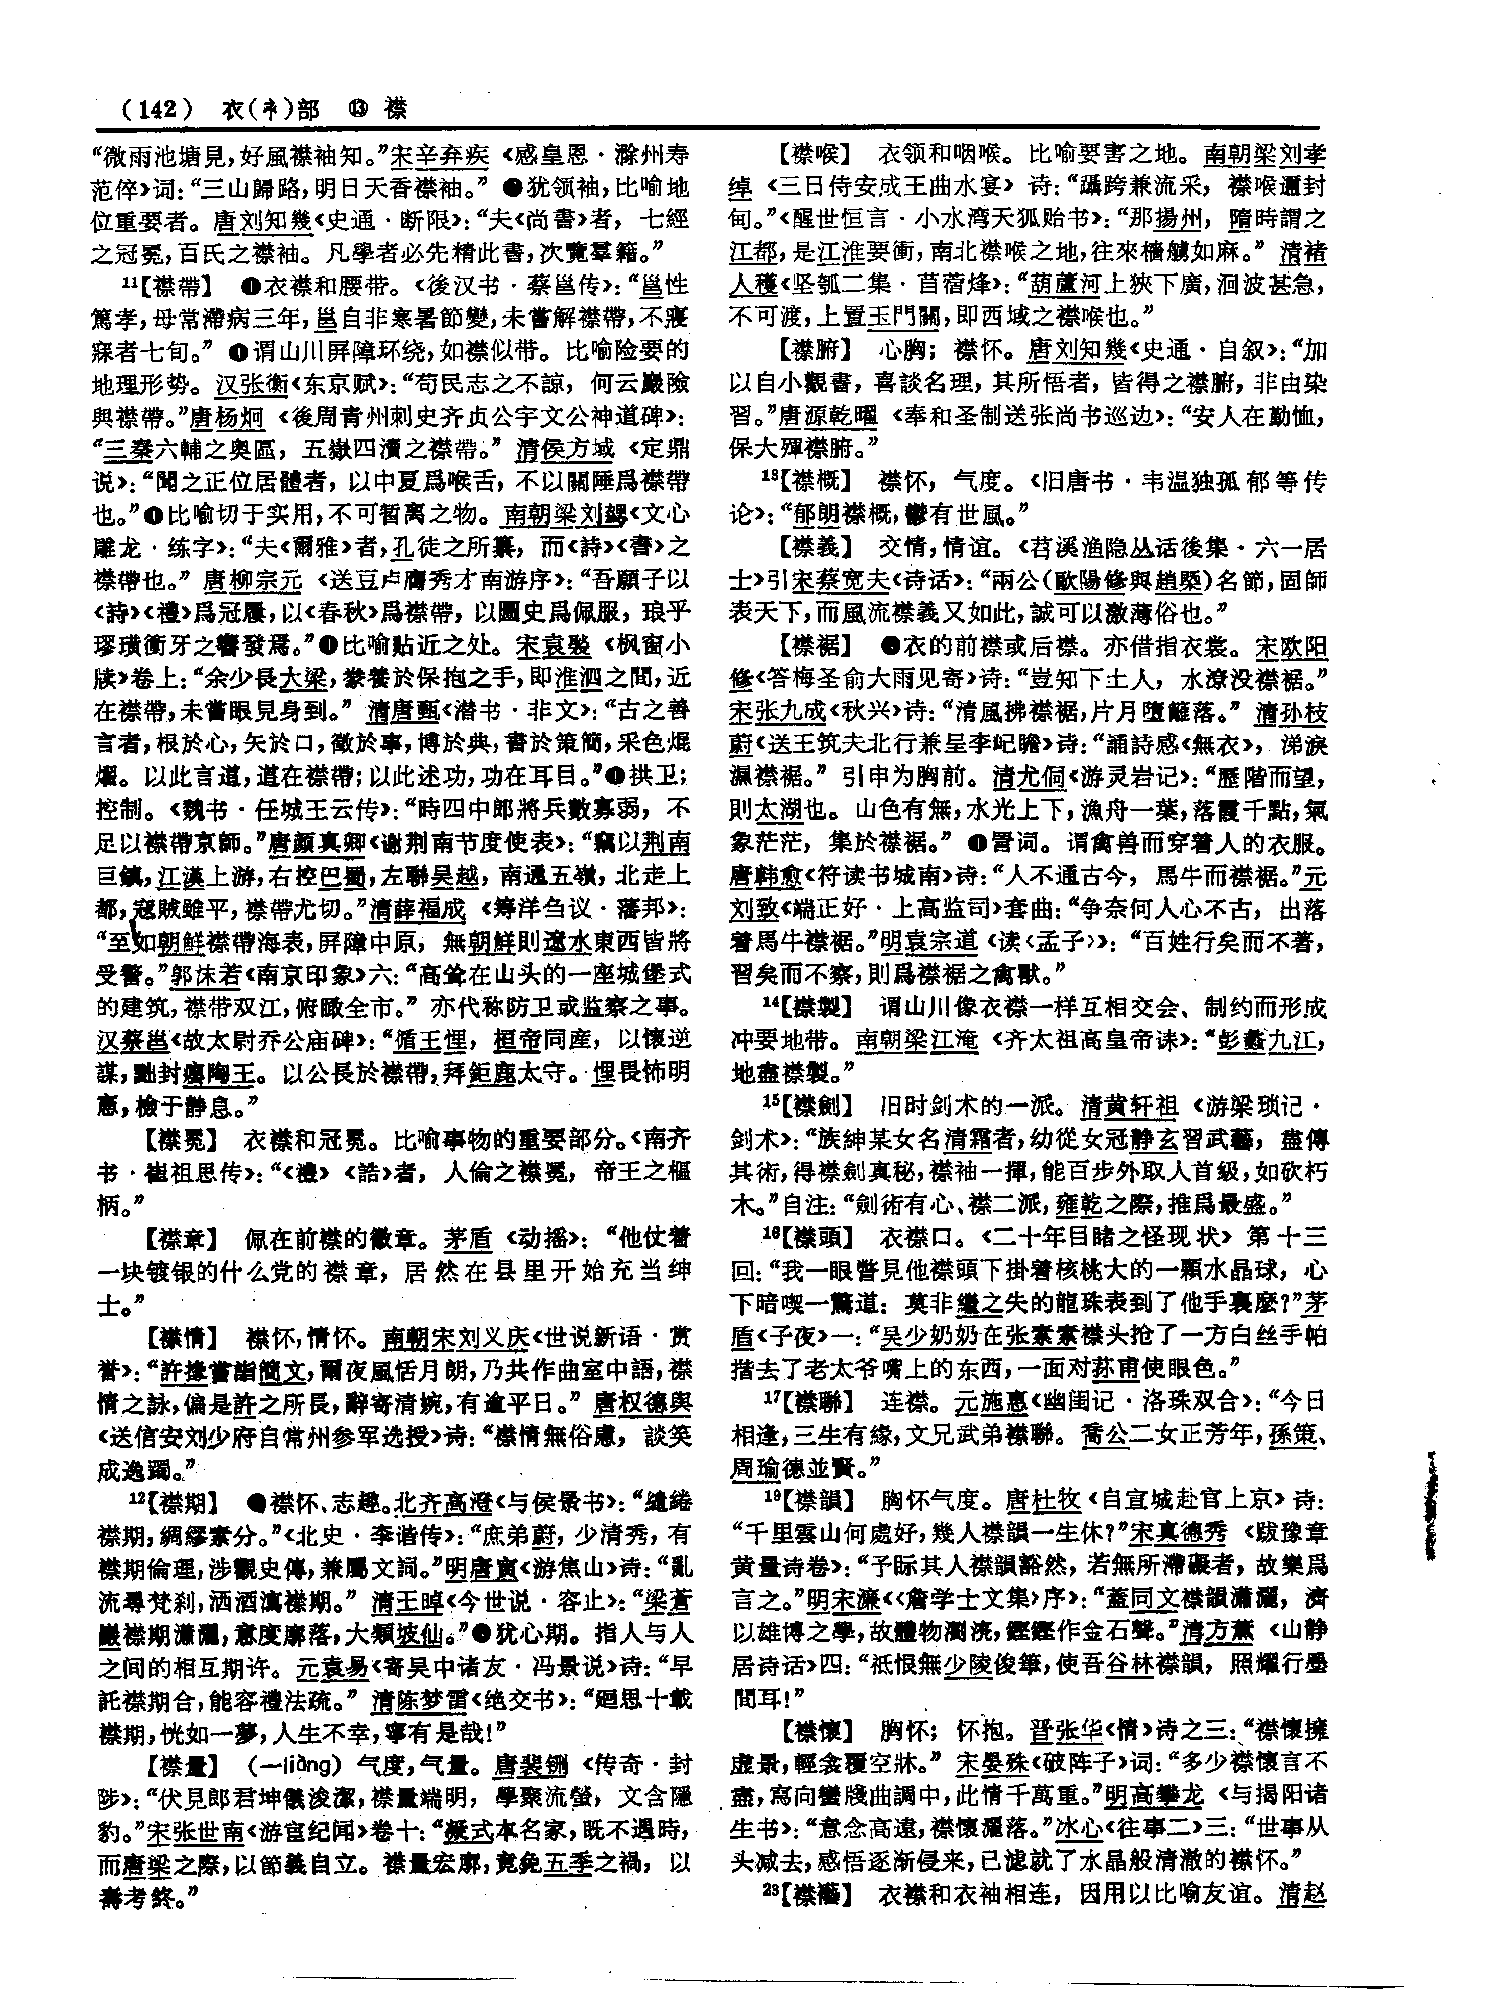 (142) 衣(衤)部 ⑬ 襟
“微雨池塘見，好風襟袖知。”宋辛弃疾《感皇恩·滁州寿
范倅》词：“三山歸路，明日天香襟袖。” ❷犹领袖，比喻地
位重要者。唐刘知幾《史通·断限》：“夫《尚書》者，七經
之冠冕，百氏之襟袖。凡學者必先精此書，次覽羣籍。”
11【襟帶】 ❶衣襟和腰带。《後汉书·蔡邕传》：“邕性
篤孝，母常滯病三年，邕自非寒暑節變，未嘗解襟帶，不寢
寐者七旬。” 谓山川屏障环绕，如襟似带。比喻险要的
地理形势。汉张衡《东京赋》：“苟民志之不諒，何云巖險
與襟帶。”唐杨炯《後周青州刺史齐贞公宇文公神道碑》：
“三秦六輔之奥區，五嶽四瀆之襟帶。” 清侯方域《定鼎
说》：“聞之正位居體者，以中夏爲喉舌，不以關陲爲襟帶
也。”比喻切于实用，不可暂离之物。南朝梁刘勰《文心
雕龙·练字》：“夫《爾雅》者，孔徒之所纂，而《詩》《書》之
襟帶也。” 唐柳宗元《送豆卢膺秀才南游序》：“吾願子以
《詩》《禮》爲冠屨，以《春秋》爲襟帶，以圖史爲佩服，琅乎
璆璜衝牙之響發焉。”比喻贴近之处。宋袁褧《枫窗小
牍》卷上：“余少長大梁，豢養於保抱之手，即淮泗之間，近
在襟帶，未嘗眼見身到。” 清唐甄《潜书·非文》：“古之善
言者，根於心，矢於口，徵於事，博於典，書於策簡，采色焜
燿。以此言道，道在襟帶；以此述功，功在耳目。”拱卫；
控制。《魏书·任城王云传》：“時四中郎將兵數寡弱，不
足以襟帶京師。”唐颜真卿《谢荆南节度使表》：“竊以荆南
巨鎮，江漢上游，右控巴蜀，左聯吴越，南通五嶺，北走上
都，寇賊雖平，襟帶尤切。”清薛福成《筹洋刍议·藩邦》：
“至如朝鮮襟帶海表，屏障中原，無朝鮮則遼水東西皆將
受警。”郭沫若《南京印象》六：“高耸在山头的一座城堡式
的建筑，襟带双江，俯瞰全市。” 亦代称防卫或监察之事。
汉蔡邕《故太尉乔公庙碑》：“循王悝，桓帝同産，以懷逆
謀，黜封癭陶王。以公長於襟帶，拜鉅鹿太守。悝畏怖明
憲，檢于静息。”
【襟冕】 衣襟和冠冕。比喻事物的重要部分。《南齐
书·崔祖思传》：“《禮》《誥》者，人倫之襟冕，帝王之樞
柄。”
【襟章】 佩在前襟的徽章。茅盾《动摇》：“他仗着
一块镀银的什么党的襟章，居然在县里开始充当绅
士。”
【襟情】 襟怀，情怀。南朝宋刘义庆《世说新语·赏
誉》：“許掾嘗詣簡文，爾夜風恬月朗，乃共作曲室中語，襟
情之詠，偏是許之所長，辭寄清婉，有逾平日。” 唐权德舆
《送信安刘少府自常州参军选授》诗：“襟情無俗慮，談笑
成逸躅。”
12【襟期】 ❶襟怀、志趣。北齐高澄《与侯景书》：“繾綣
襟期，綢繆素分。”《北史·李谐传》：“庶弟蔚，少清秀，有
襟期倫理，涉觀史傳，兼屬文詞。”明唐寅《游焦山》诗：“亂
流尋梵刹，洒酒滇襟期。” 清王晫《今世说·容止》：“梁蒼
巖襟期瀟灑，意度廓落，大類坡仙。”❷犹心期。指人与人
之间的相互期许。元袁易《寄吴中诸友·冯景说》诗：“早
託襟期合，能容禮法疏。” 清陈梦雷《绝交书》：“廻思十載
襟期，恍如一夢，人生不幸，寧有是哉！”
【襟量】 （一liàng）气度，气量。唐裴铏《传奇·封
陟》：“伏見郎君坤儀浚潔，襟量端明，學聚流螢，文含隱
豹。”宋张世南《游宦纪闻》卷十：“凝式本名家，既不遇時，
而唐梁之際，以節義自立。襟量宏廓，竟免五季之禍，以
壽考終。”
【襟喉】 衣领和咽喉。比喻要害之地。南朝梁刘孝
绰《三日侍安成王曲水宴》诗：“躡跨兼流采，襟喉邇封
甸。”《醒世恒言·小水湾天狐贻书》：“那揚州，隋時謂之
江都，是江淮要衝，南北襟喉之地，往來檣艣如麻。” 清褚
人穫《坚瓠二集·苜蓿烽》：“葫蘆河上狹下廣，洄波甚急，
不可渡，上置玉門關，即西域之襟喉也。”
【襟腑】 心胸；襟怀。唐刘知幾《史通·自叙》：“加
以自小觀書，喜談名理，其所悟者，皆得之襟腑，非由染
習。”唐源乾曜《奉和圣制送张尚书巡边》：“安人在勤恤，
保大殫襟腑。”
13【襟概】 襟怀，气度。《旧唐书·韦温独孤郁等传
论》：“郁朗襟概，鬱有世風。”
【襟義】 交情，情谊。《苕溪渔隐丛话後集·六一居
士》引宋蔡宽夫《诗话》：“兩公（歐陽修與趙槩）名節，固師
表天下，而風流襟義又如此，誠可以激薄俗也。”
【襟裾】 ❶衣的前襟或后襟。亦借指衣裳。宋欧阳
修《答梅圣俞大雨见寄》诗：“豈知下土人，水潦没襟裾。”
宋张九成《秋兴》诗：“清風拂襟裾，片月墮籬落。” 清孙枝
蔚《送王筑夫北行兼呈李屺瞻》诗：“誦詩感《無衣》，涕淚
濕襟裾。” 引申为胸前。清尤侗《游灵岩记》：“歷階而望，
則太湖也。山色有無，水光上下，漁舟一葉，落霞千點，氣
象茫茫，集於襟裾。” ❷詈词。谓禽兽而穿着人的衣服。
唐韩愈《符读书城南》诗：“人不通古今，馬牛而襟裾。”元
刘致《端正好·上高监司》套曲：“争奈何人心不古，出落
着馬牛襟裾。”明袁宗道《读〈孟子〉》：“百姓行矣而不著，
習矣而不察，則爲襟裾之禽獸。”
14【襟製】 谓山川像衣襟一样互相交会、制约而形成
冲要地带。南朝梁江淹《齐太祖高皇帝诔》：“彭蠡九江，
地盡襟製。”
15【襟劍】 旧时剑术的一派。清黄轩祖《游梁琐记·
剑术》：“族紳某女名清霜者，幼從女冠静玄習武藝，盡傳
其術，得襟劍真秘，襟袖一揮，能百步外取人首級，如砍朽
木。”自注：“劍術有心、襟二派，雍乾之際，推爲最盛。”
16【襟頭】 衣襟口。《二十年目睹之怪现状》第十三
回：“我一眼瞥見他襟頭下掛着核桃大的一顆水晶球，心
下暗喫一驚道：莫非繼之失的龍珠表到了他手裏麽？”茅
盾《子夜》一：“吴少奶奶在张素素襟头抢了一方白丝手帕
揩去了老太爷嘴上的东西，一面对荪甫使眼色。”
17【襟聯】 连襟。元施惠《幽闺记·洛珠双合》：“今日
相逢，三生有緣，文兄武弟襟聯。喬公二女正芳年，孫策、
周瑜德並賢。”
19【襟韻】 胸怀气度。唐杜牧《自宣城赴官上京》诗：
“千里雲山何處好，幾人襟韻一生休？”宋真德秀《跋豫章
黄量诗卷》：“予眎其人襟韻豁然，若無所滯礙者，故樂爲
言之。”明宋濂《〈詹学士文集〉序》：“蓋同文襟韻瀟灑，濟
以雄博之學，故體物瀏浇，鏗鏗作金石聲。”清方薰《山静
居诗话》四：“祗恨無少陵俊筆，使吾谷林襟韻，照耀行墨
間耳！”
【襟懷】 胸怀；怀抱。晋张华《情》诗之三：“襟懷擁
虚景，輕衾覆空牀。” 宋晏殊《破阵子》词：“多少襟懷言不
盡，寫向蠻牋曲調中，此情千萬重。”明高攀龙《与揭阳诸
生书》：“意念高遠，襟懷灑落。”冰心《往事二》三：“世事从
头减去，感悟逐渐侵来，已滤就了水晶般清澈的襟怀。”
23【襟䙰】 衣襟和衣袖相连，因用以比喻友谊。清赵